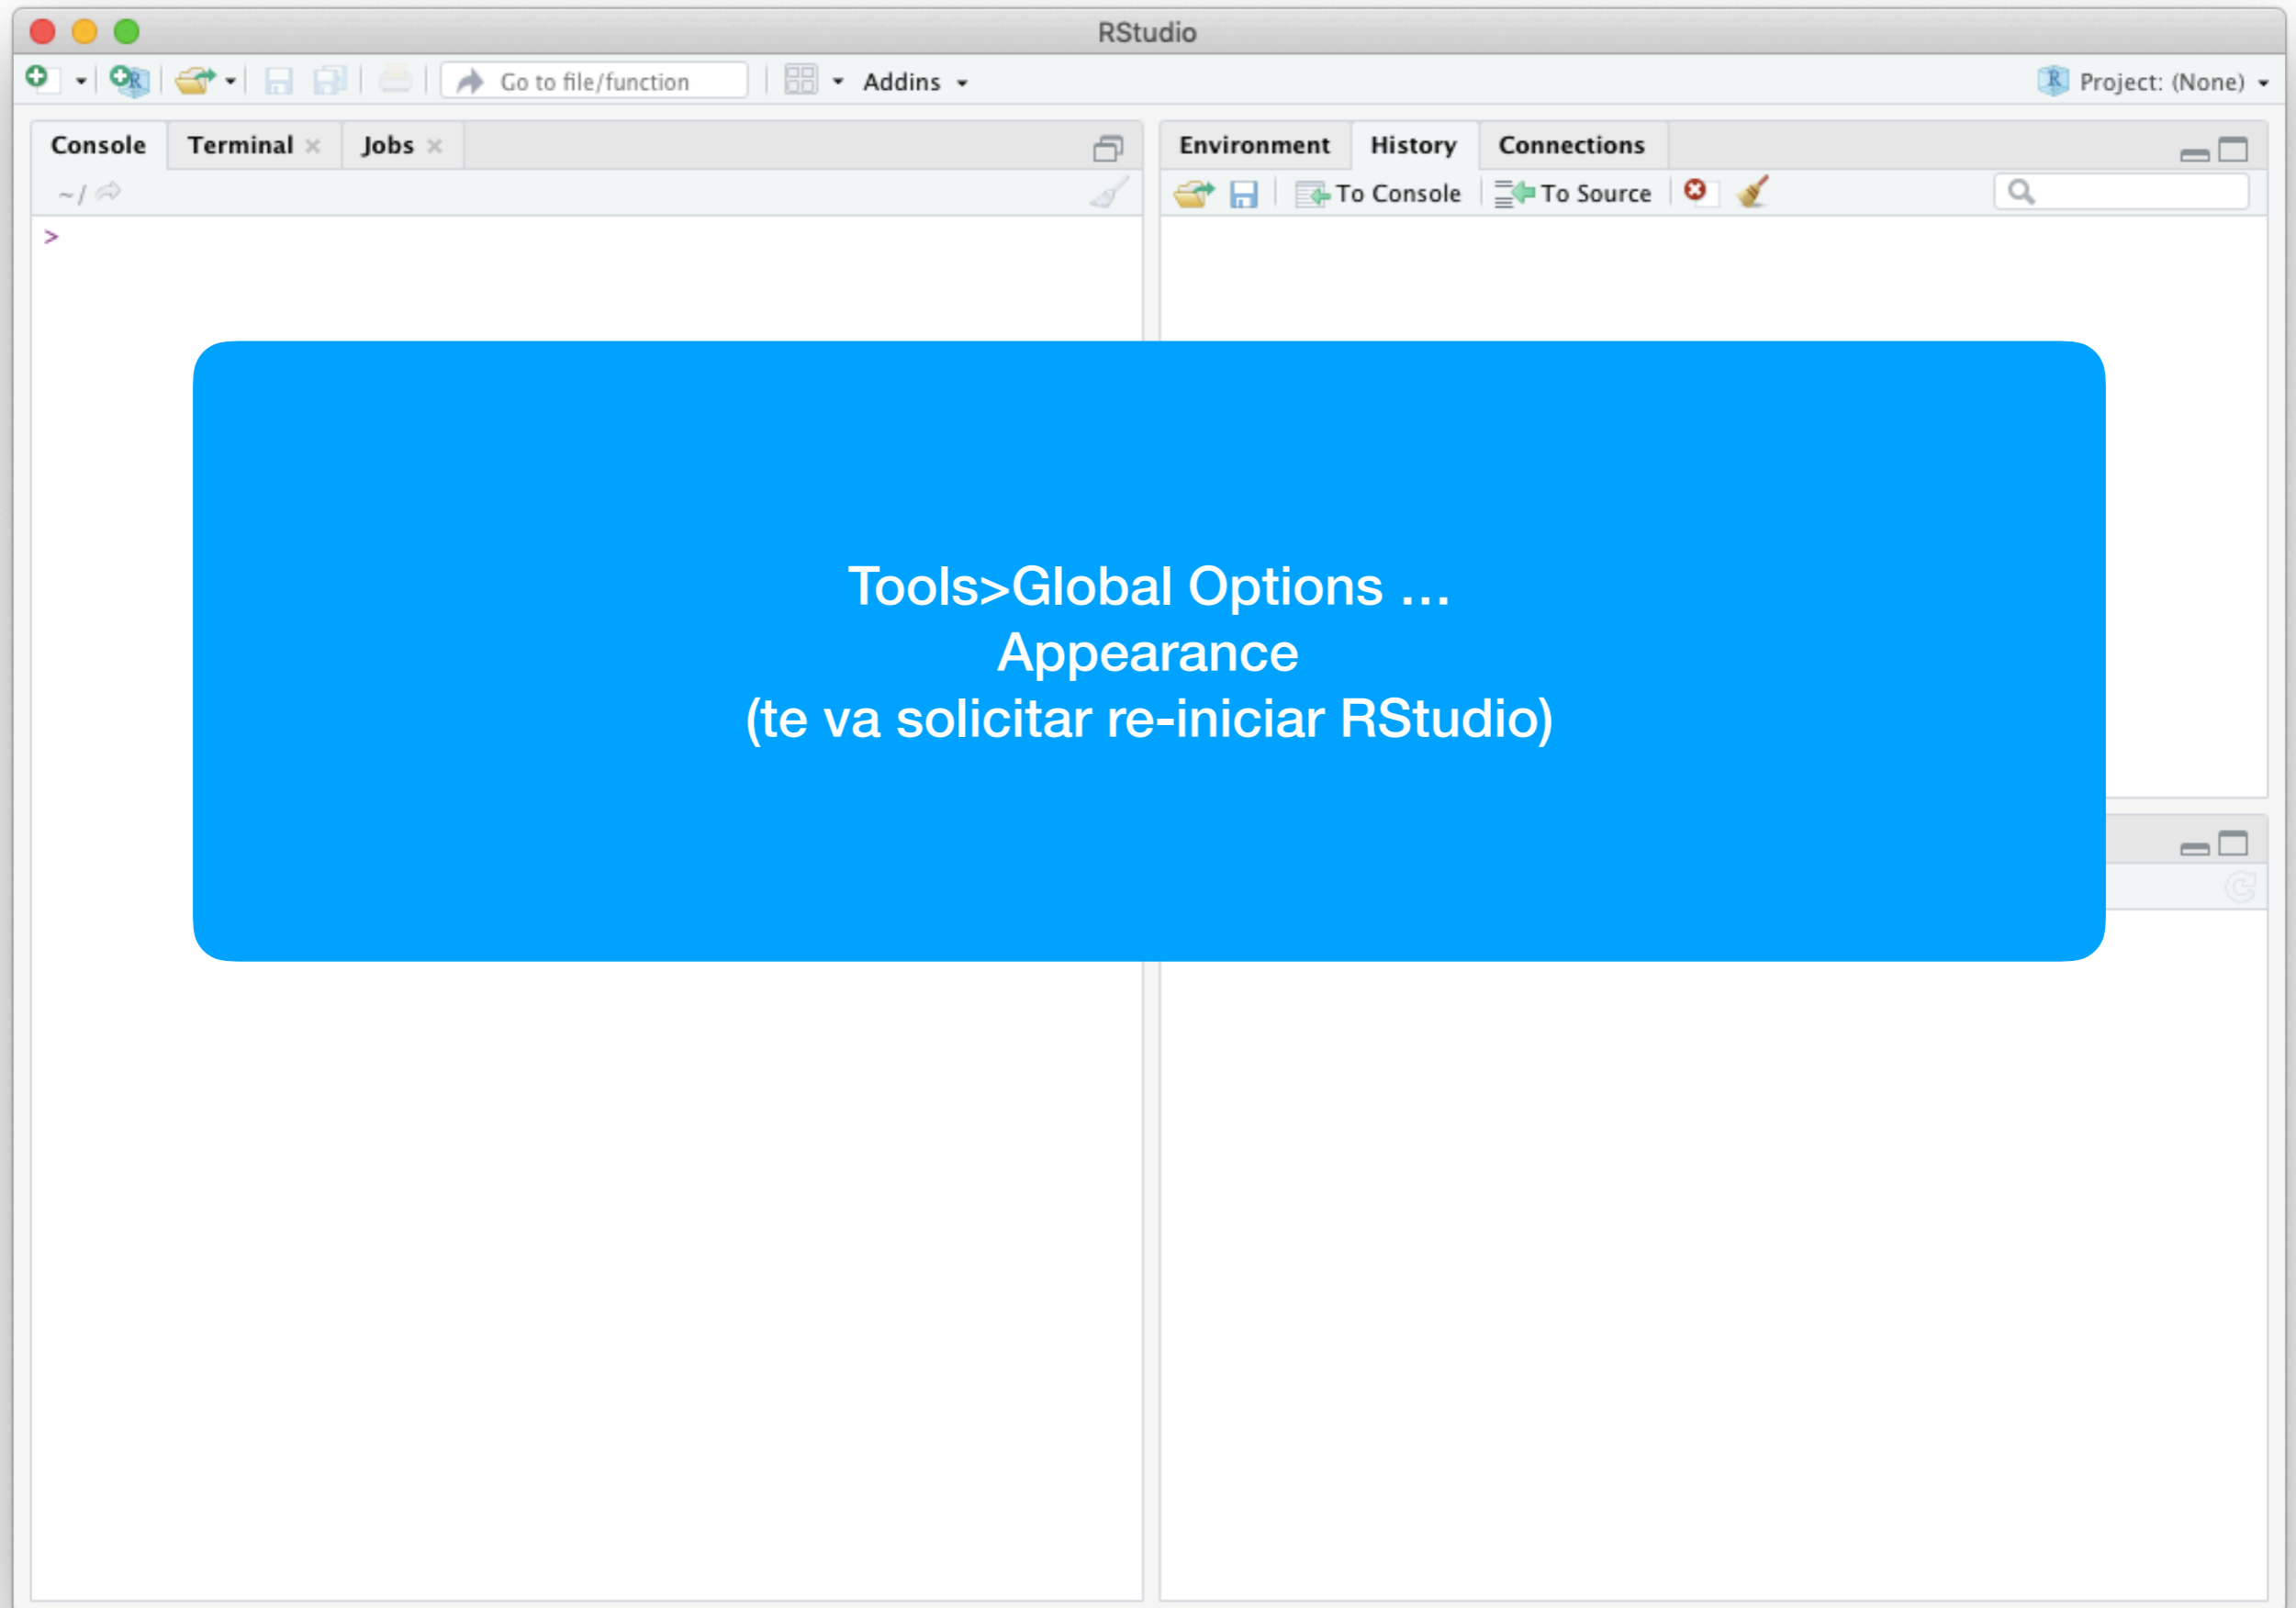 RStudio
Go to file/function
Addins
Project: (None)
Console Terminal Jobs
Environment History Connections
~/
To Console To Source
>
Tools>Global Options ...
Appearance
(te va solicitar re-iniciar RStudio)